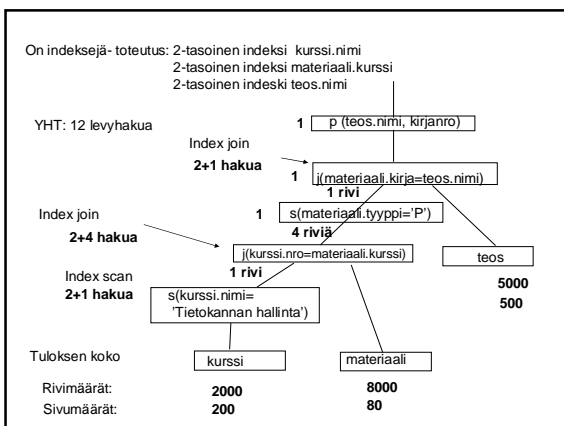 On indeksejä- toteutus: 2-tasoinen indeksi kurssi.nimi
2-tasoinen indeksi materiaali.kurssi
2-tasoinen indeski teos.nimi
YHT: 12 levyhakua
1
p (teos.nimi, kirjanro)
Index join
2+1 hakua
1
j(materiaali.kirja=teos.nimi)
1 rivi
1
s(materiaali.tyyppi='P')
4 riviä
Index join
2+4 hakua
j(kurssi.nro=materiaali.kurssi)
teos
1 rivi
5000
500
Index scan
2+1 hakua
s(kurssi.nimi=
'Tietokannan hallinta')
Tuloksen koko
kurssi
materiaali
Rivimäärät:
2000
8000
Sivumäärät:
200
80